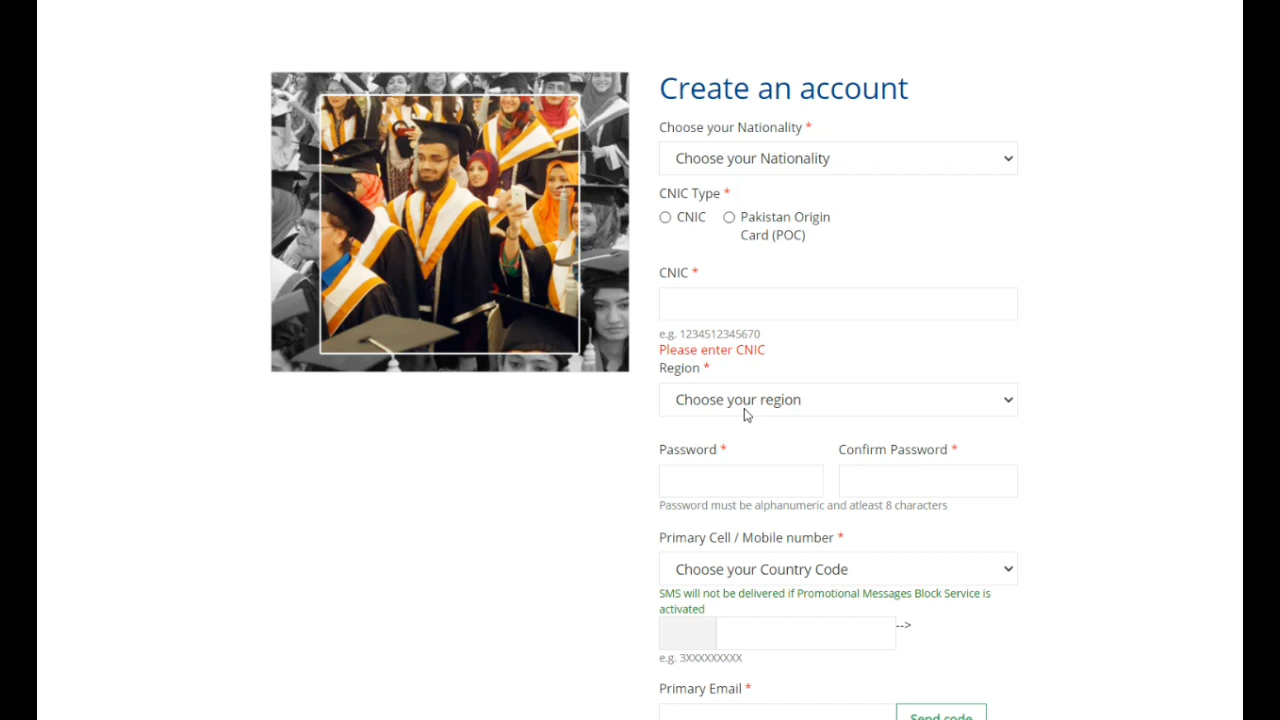 Create an account
Choose your Nationality *
Choose your Nationality
CNIC Type *
CNIC
Pakistan Origin
Card (POC)
CNIC *
e.g. 1234512345670
Please enter CNIC
Region *
Choose your region
Password * Confirm Password *
Password must be alphanumeric and atleast 8 characters
Primary Cell / Mobile number *
Choose your Country Code
SMS will not be delivered if Promotional Messages Block Service is
activated
-->
e.g. 3XXXXXXXXX
Primary Email *
Send code